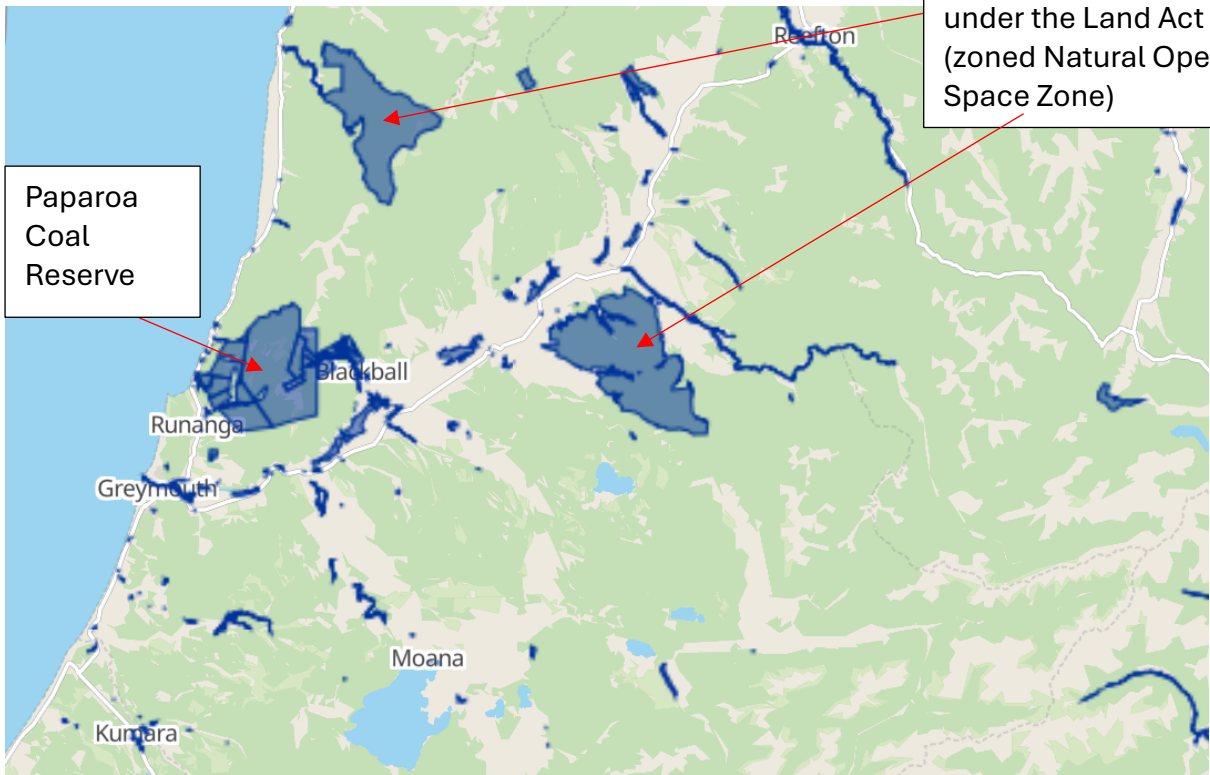 under the Land Act
(zoned Natural Ope
Space Zone)
Reefton
Paparoa
Coal
Reserve
Blackball
Runanga
Greymouth
Moana
Kumara